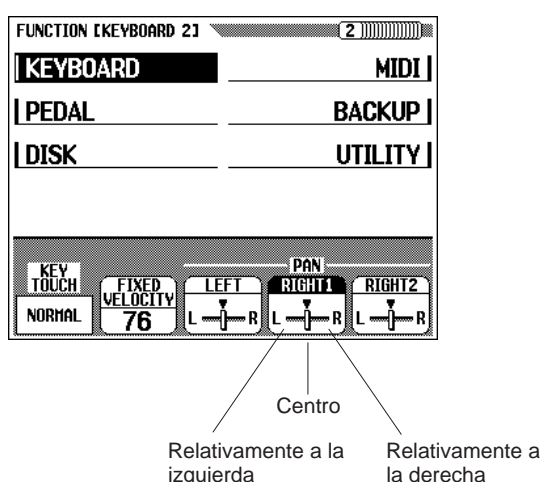 FUNCTION [KEYBOARD 2] 2
KEYBOARD MIDI
PEDAL BACKUP
DISK UTILITY
PAN
KEY TOUCH FIXED VELOCITY LEFT RIGHT1 RIGHT2
NORMAL 76 L R L R L R
Centro
Relativamente a la izquierda
Relativamente a la derecha